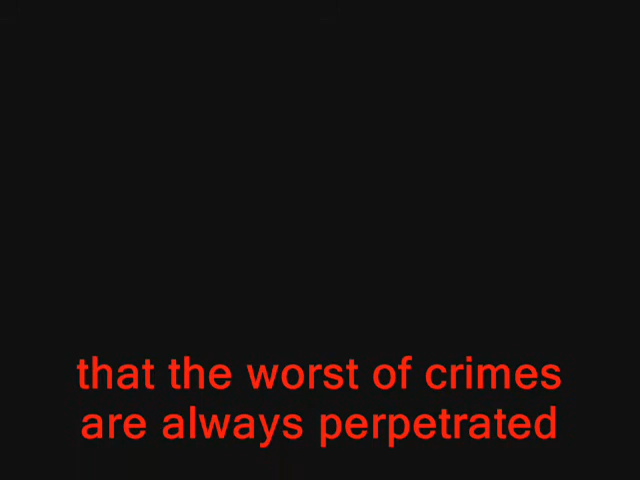 that the worst of crimes
are always perpetrated